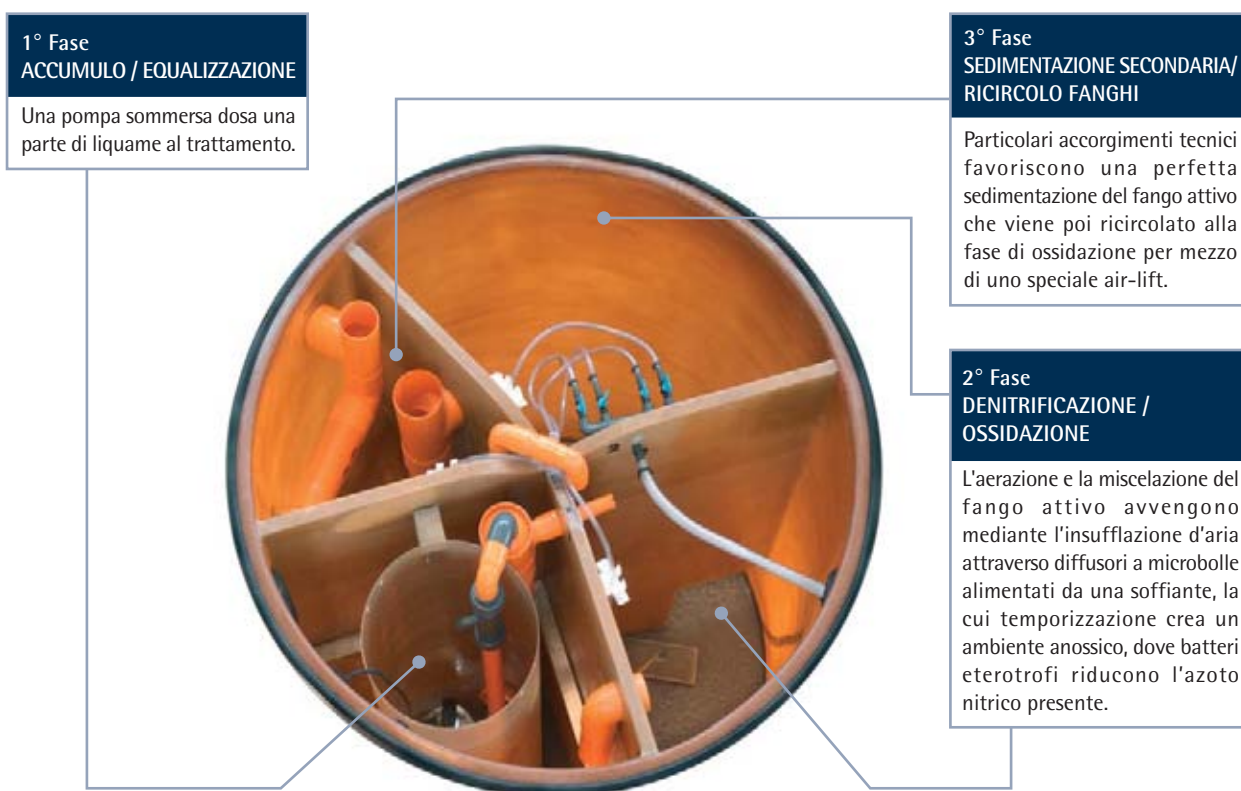 1° Fase
ACCUMULO / EQUALIZZAZIONE
Una pompa sommersa dosa una
parte di liquame al trattamento.
3° Fase
SEDIMENTAZIONE SECONDARIA/
RICIRCOLO FANGHI
Particolari accorgimenti tecnici
favoriscono una perfetta
sedimentazione del fango attivo
che viene poi ricircolato alla
fase di ossidazione per mezzo
di uno speciale air-lift.
2° Fase
DENITRIFICAZIONE /
OSSIDAZIONE
L'aerazione e la miscelazione del
fango attivo avvengono
mediante l'insufflazione d'aria
attraverso diffusori a microbolle
alimentati da una soffiante, la
cui temporizzazione crea un
ambiente anossico, dove batteri
eterotrofi riducono l'azoto
nitrico presente.